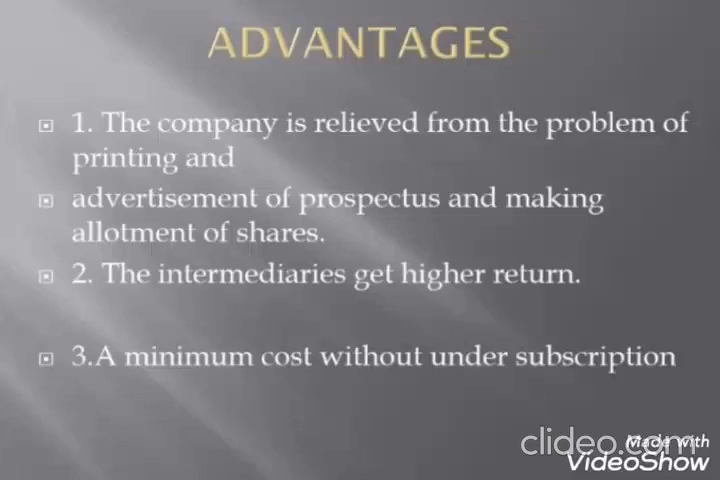 ADVANTAGES
1. The company is relieved from the problem of
printing and
advertisement of prospectus and making
allotment of shares.
2. The intermediaries get higher return.
3.A minimum cost without under subscription
clideo.com
Made with
VideoShow